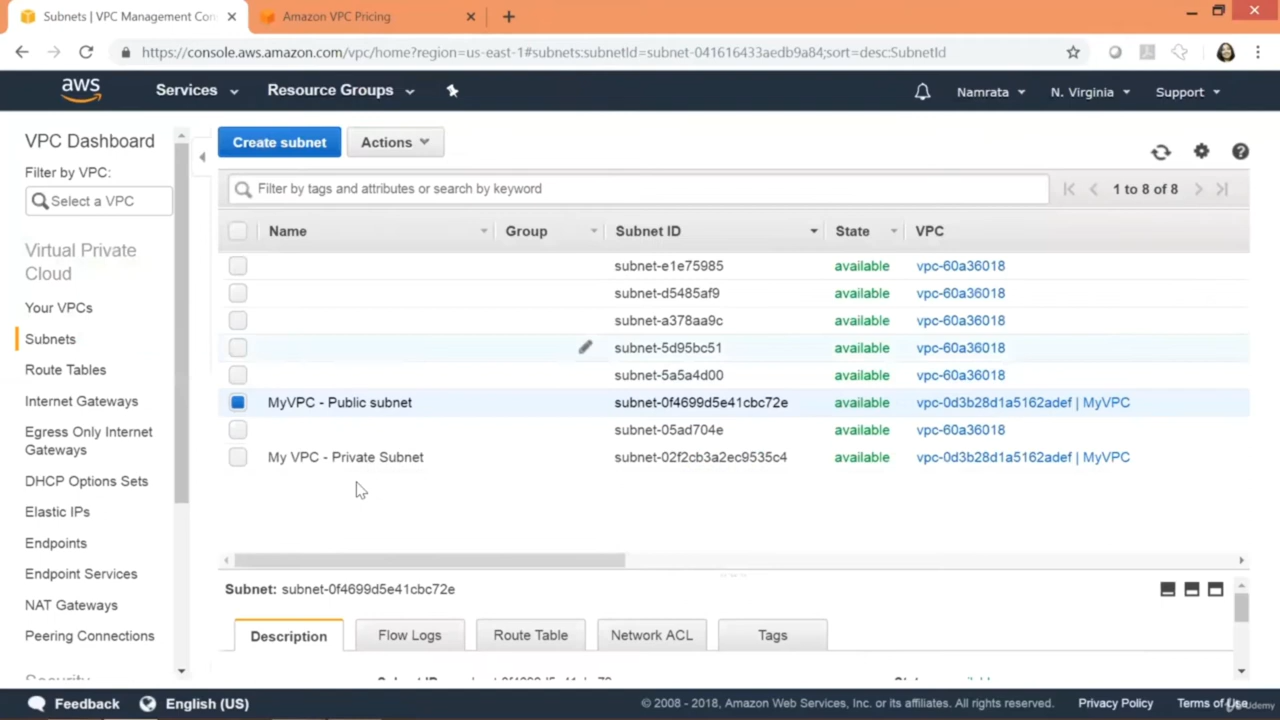 Subnets | VPC Management Con
Amazon VPC Pricing
https://console.aws.amazon.com/vpc/home?region=us-east-1#subnets:subnetId=subnet-041616433aedb9a84;sort=desc:SubnetId
aws
Services
Resource Groups
Namrata
N. Virginia
Support
VPC Dashboard
Filter by VPC:
Select a VPC
Virtual Private
Cloud
Your VPCs
Subnets
Route Tables
Internet Gateways
Egress Only Internet
Gateways
DHCP Options Sets
Elastic IPs
Endpoints
Endpoint Services
NAT Gateways
Peering Connections
Security
Create subnet
Actions
Filter by tags and attributes or search by keyword
1 to 8 of 8
Name Group Subnet ID State VPC
subnet-e1e75985 available vpc-60a36018
subnet-d5485af9 available vpc-60a36018
subnet-a378aa9c available vpc-60a36018
subnet-5d95bc51 available vpc-60a36018
subnet-5a5a4d00 available vpc-60a36018
MyVPC - Public subnet subnet-0f4699d5e41cbc72e available vpc-0d3b28d1a5162adef | MyVPC
subnet-05ad704e available vpc-60a36018
My VPC - Private Subnet subnet-02f2cb3a2ec9535c4 available vpc-0d3b28d1a5162adef | MyVPC
Subnet: subnet-0f4699d5e41cbc72e
Description
Flow Logs
Route Table
Network ACL
Tags
Feedback
English (US)
© 2008 - 2018, Amazon Web Services, Inc. or its affiliates. All rights reserved.
Privacy Policy
Terms of Use
Udemy